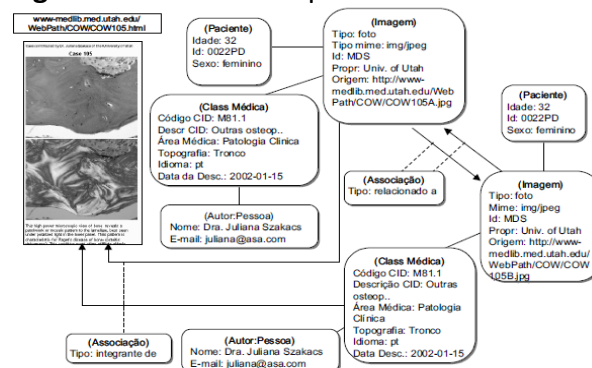 www-medlib.med.utah.edu/
WebPath/COW/COW105.html
Case 105
(Paciente)
Idade: 32
Id: 0022PD
Sexo: feminino
(Imagem)
Tipo: foto
Tipo mime: img/jpeg
Id: MDS
Propr: Univ. of Utah
Origem: http://www-
medlib.med.utah.edu/Web
Path/COW/COW105A.jpg
(Paciente)
Idade: 32
Id: 0022PD
Sexo: feminino
(Class Médica)
Código CID: M81.1
Descr CID: Outras osteop..
Área Médica: Patologia Clínica
Topografia: Tronco
Idioma: pt
Data da Desc.: 2002-01-15
(Associação)
Tipo: relacionado a
(Imagem)
Tipo: foto
Mime: img/jpeg
Id: MDS
Propr: Univ. of Utah
Origem: http://www-
medlib.med.utah.edu/
WebPath/COW/COW
105B.jpg
(Autor:Pessoa)
Nome: Dra. Juliana Szakacs
E-mail: juliana@asa.com
(Class Médica)
Código CID: M81.1
Descrição CID: Outras
osteop...
Área Médica: Patologia
Clínica
Topografia: Tronco
Idioma: pt
Data Desc.: 2002-01-15
(Associação)
Tipo: integrante de
(Autor:Pessoa)
Nome: Dra. Juliana Szakacs
E-mail: juliana@asa.com